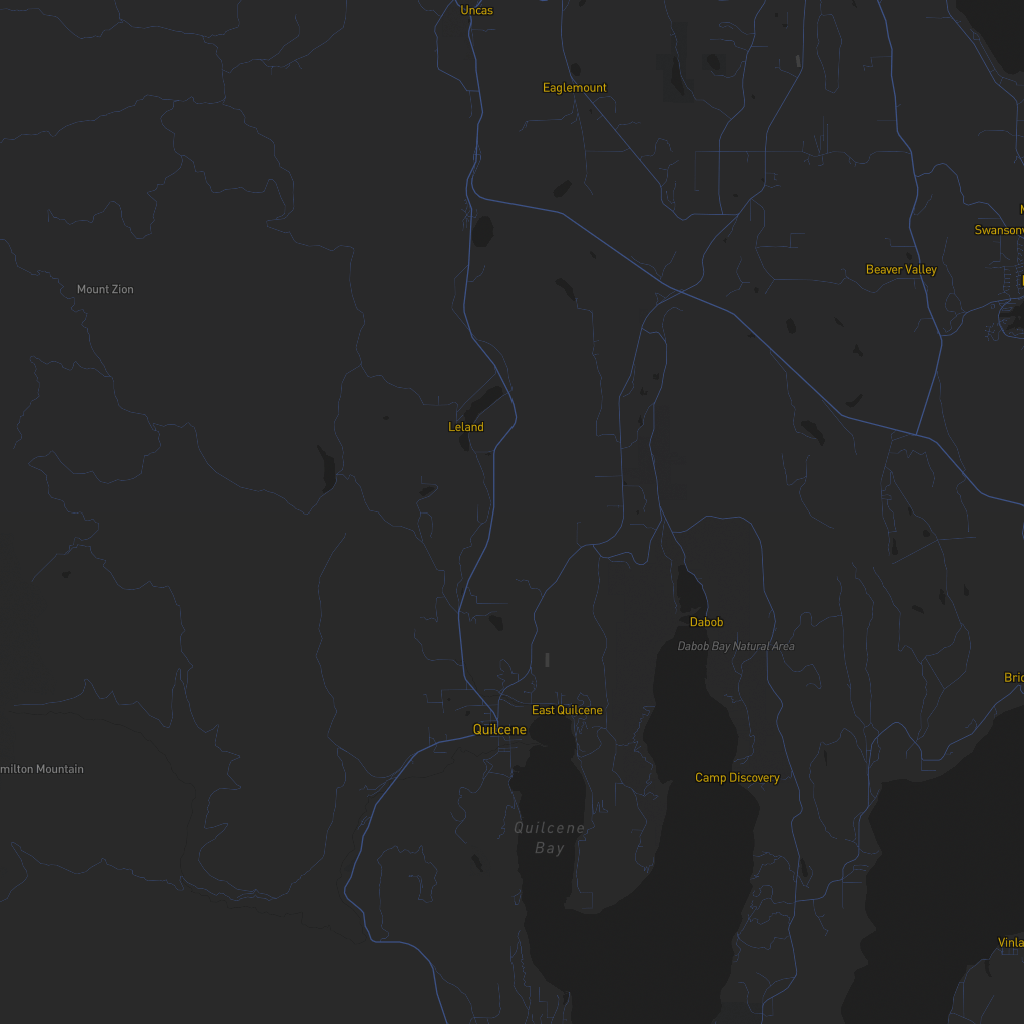 Uncas
Eaglemount
Swansonv
Beaver Valley
Mount Zion
Leland
Dabob
Dabob Bay Natural Area
Bric
East Quilcene
Quilcene
milton Mountain
Camp Discovery
Quilcene
Bay
Vinla